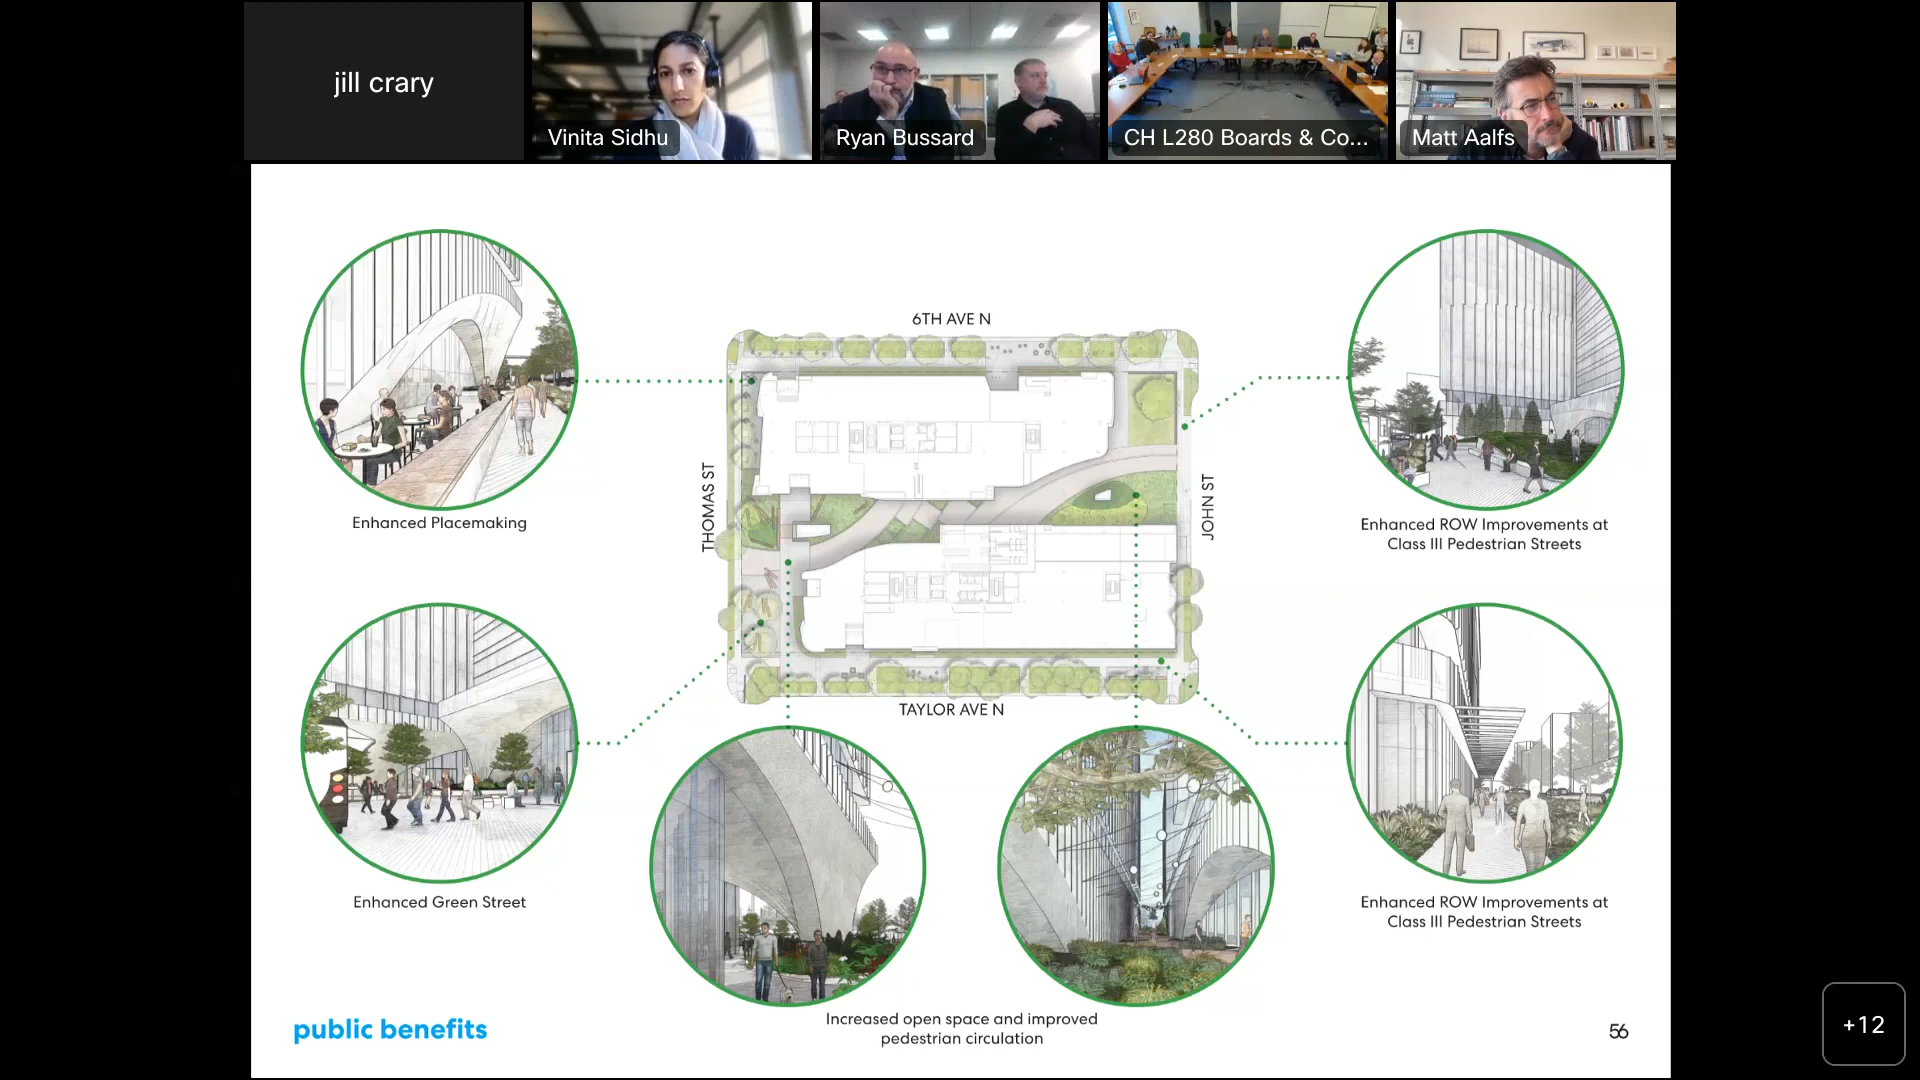 jill crary
Vinita Sidhu
Ryan Bussard
CH L280 Boards & Co...
Matt Aalfs
6TH AVE N
THOMAS ST
JOHN ST
TAYLOR AVE N
Enhanced Placemaking
Enhanced ROW Improvements at
Class III Pedestrian Streets
Enhanced Green Street
Enhanced ROW Improvements at
Class III Pedestrian Streets
Increased open space and improved
pedestrian circulation
public benefits
56
+12